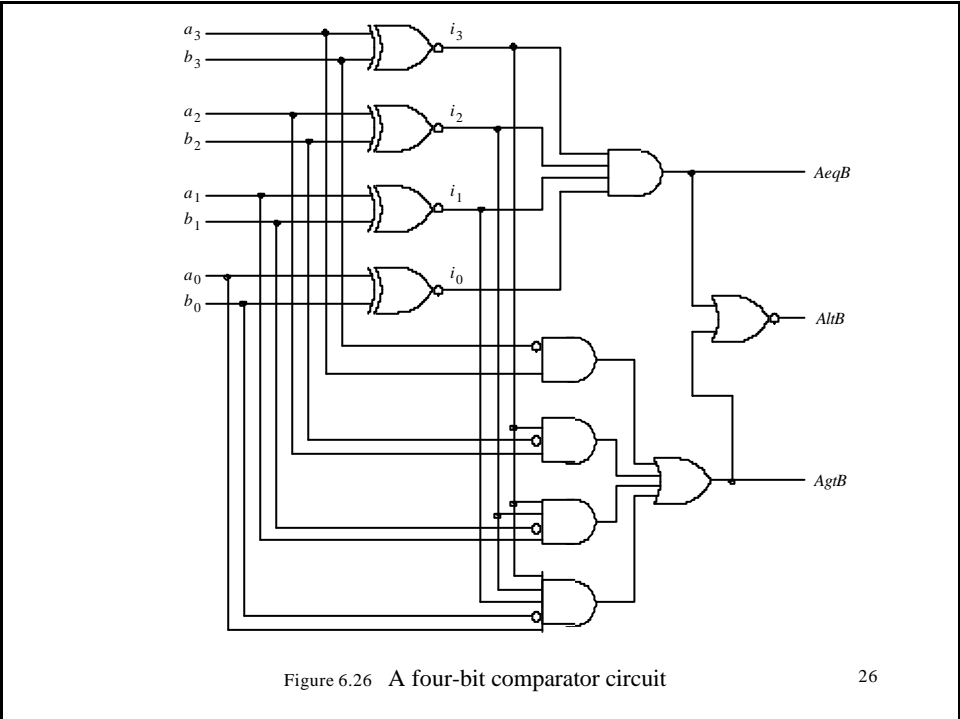 a3
i3
b3
a2
i2
b2
AeqB
a1
i1
b1
a0
i0
b0
AltB
AgtB
Figure 6.26 A four-bit comparator circuit
26